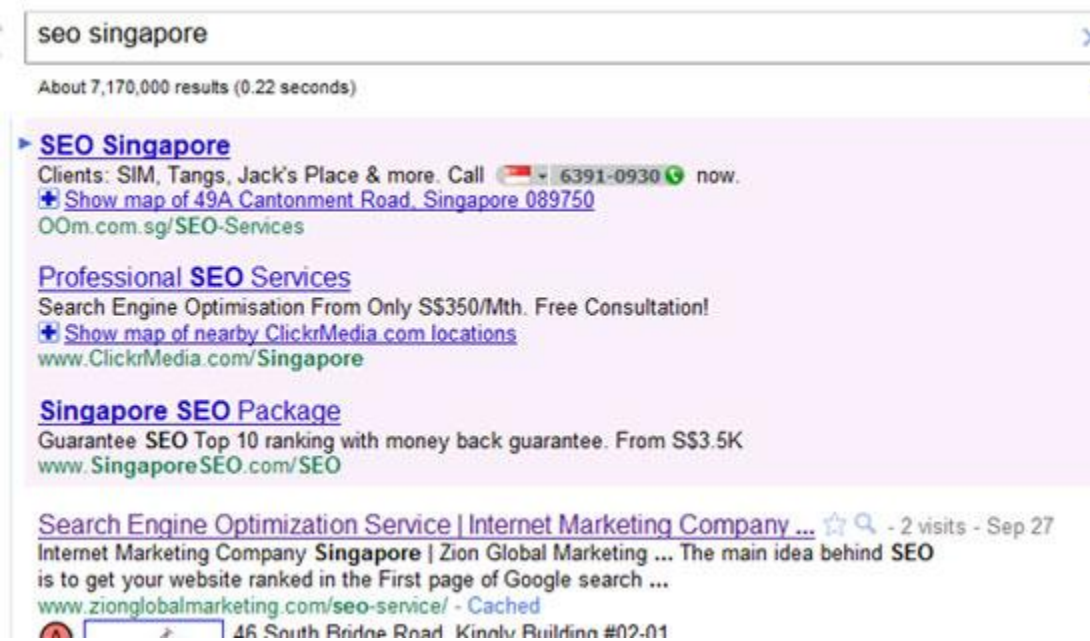 seo singapore
About 7,170,000 results (0.22 seconds)
SEO Singapore
Clients: SIM, Tangs, Jack's Place & more. Call 6391-0930 now.
Show map of 49A Cantonment Road, Singapore 089750
OOm.com.sg/SEO-Services
Professional SEO Services
Search Engine Optimisation From Only S$350/Mth. Free Consultation!
Show map of nearby ClickrMedia.com locations
www.ClickrMedia.com/Singapore
Singapore SEO Package
Guarantee SEO Top 10 ranking with money back guarantee. From S$3.5K
www.SingaporeSEO.com/SEO
Search Engine Optimization Service | Internet Marketing Company ... - 2 visits - Sep 27
Internet Marketing Company Singapore | Zion Global Marketing ... The main idea behind SEO
is to get your website ranked in the First page of Google search ...
www.zionglobalmarketing.com/seo-service/ - Cached
A 46 South Bridge Road, Kingly Building #02-01